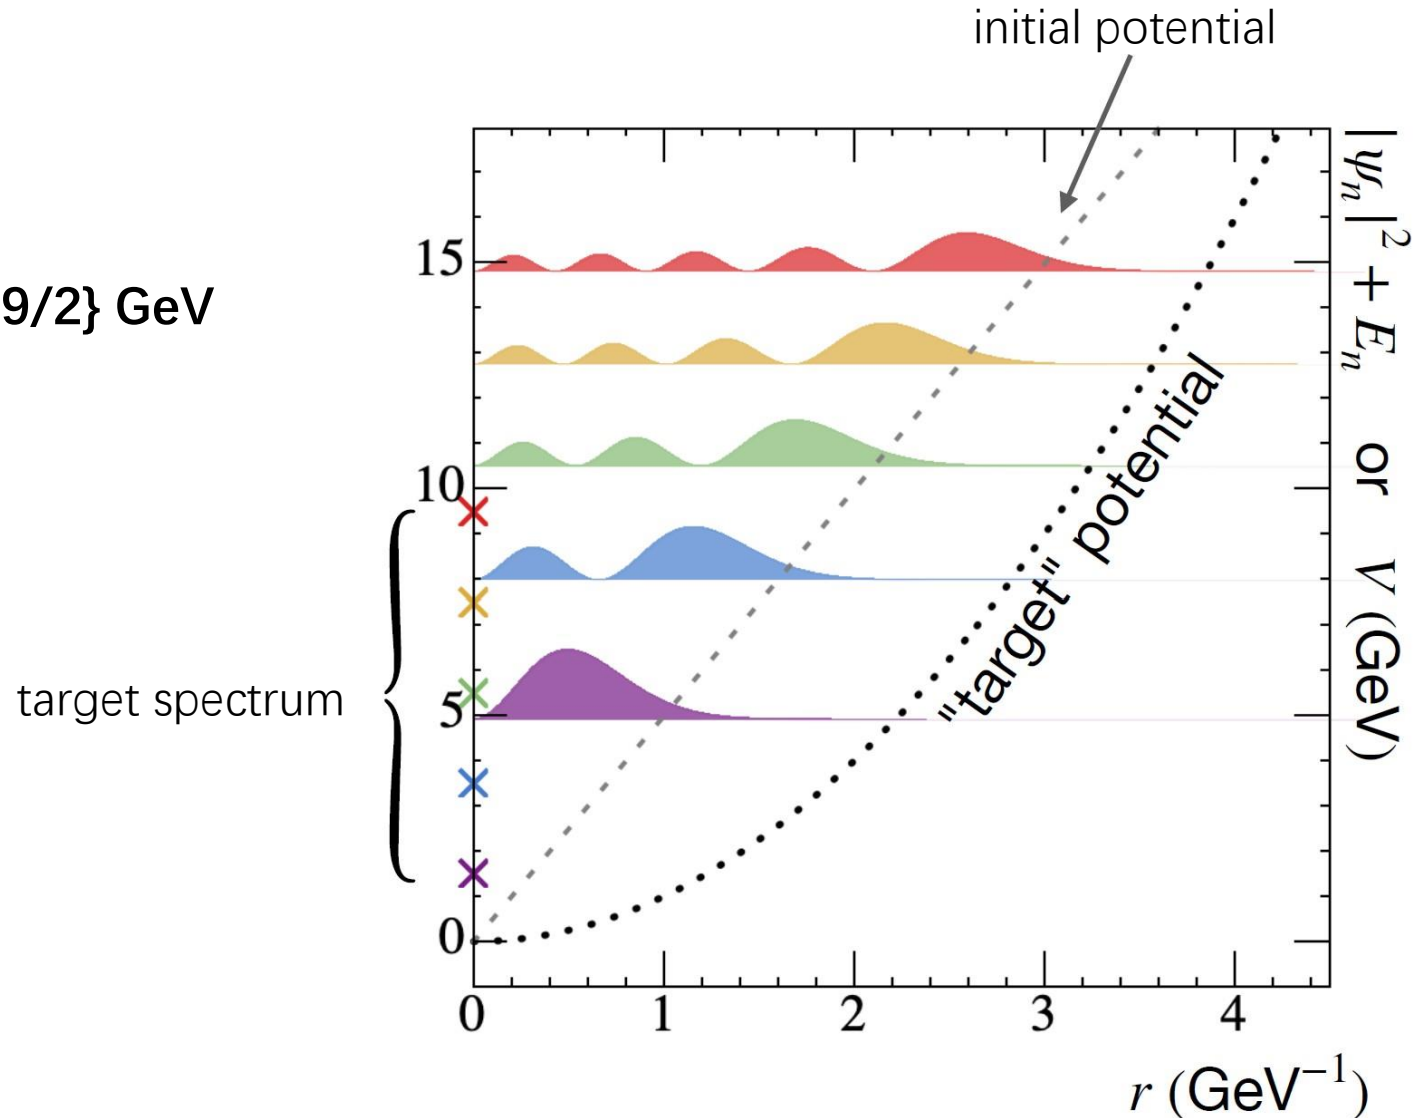 initial potential
15
9/2} GeV
10
target spectrum
5
0
"target" potential
|ψₙ|² + Eₙ or V (GeV)
0 1 2 3 4
r (GeV⁻¹)